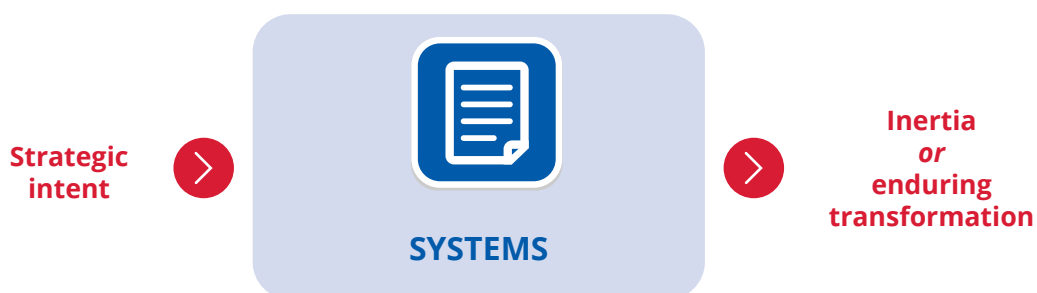 Strategic
intent
SYSTEMS
Inertia
or
enduring
transformation